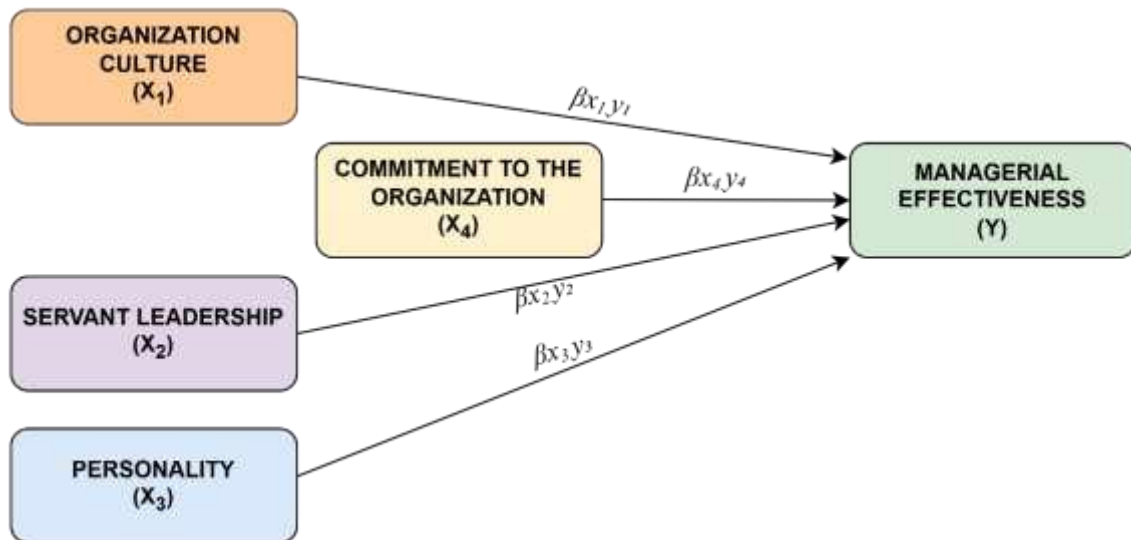 ORGANIZATION
CULTURE
(X₁)
βx₁y₁
COMMITMENT TO THE
ORGANIZATION
(X₄)
βx₄y₄
MANAGERIAL
EFFECTIVENESS
(Y)
SERVANT LEADERSHIP
(X₂)
βx₂y₂
βx₃y₃
PERSONALITY
(X₃)